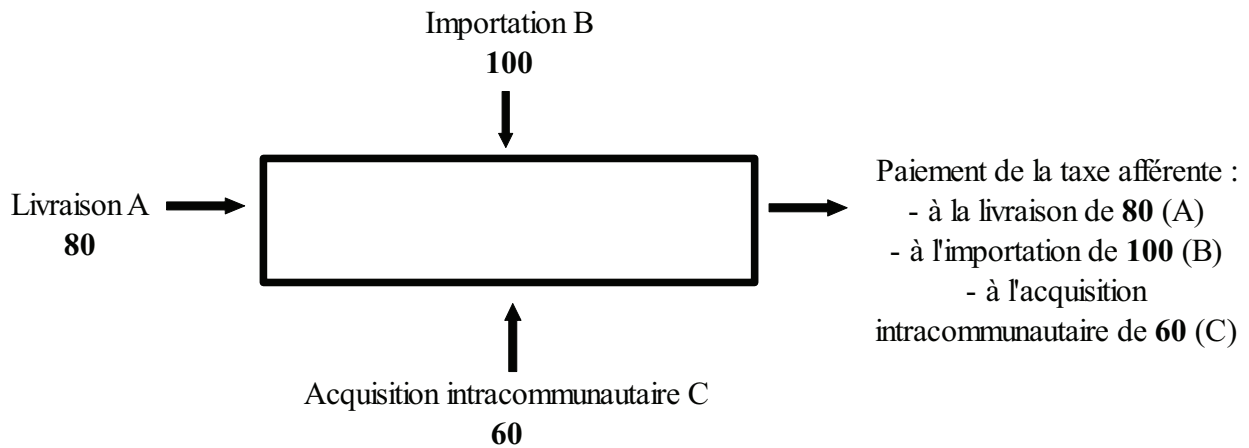 Importation B
100
Livraison A
80
Paiement de la taxe afférente :
- à la livraison de 80 (A)
- à l'importation de 100 (B)
- à l'acquisition
intracommunautaire de 60 (C)
Acquisition intracommunautaire C
60